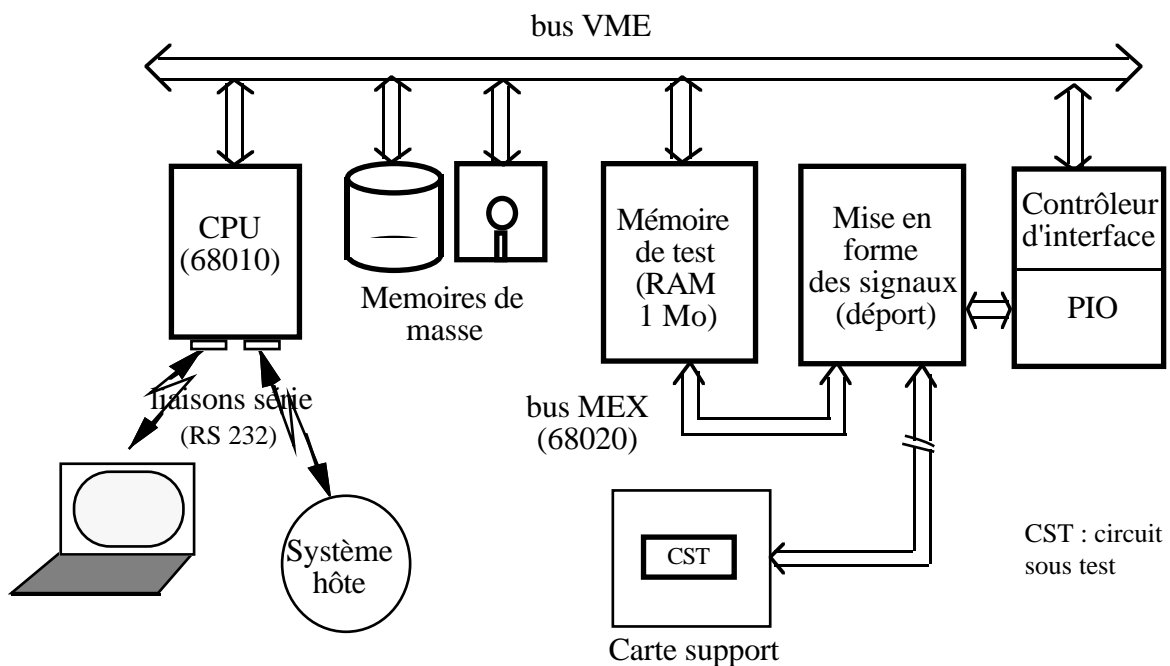 bus VME
CPU
(68010)
Memoires de
masse
Mémoire
de test
(RAM
1 Mo)
Mise en
forme
des signaux
(déport)
Contrôleur
d'interface
PIO
liaisons série
(RS 232)
bus MEX
(68020)
Système
hôte
CST
CST : circuit
sous test
Carte support